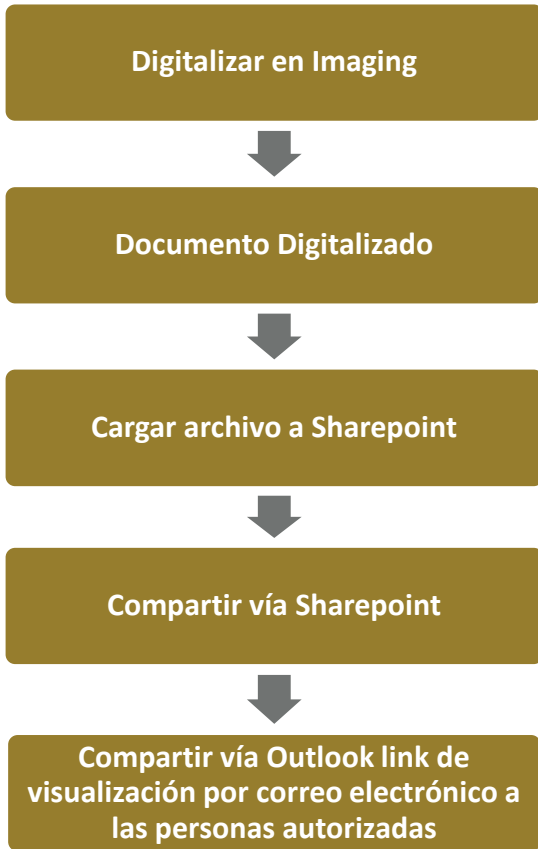 Digitalizar en Imaging
Documento Digitalizado
Cargar archivo a Sharepoint
Compartir vía Sharepoint
Compartir vía Outlook link de
visualización por correo electrónico a
las personas autorizadas